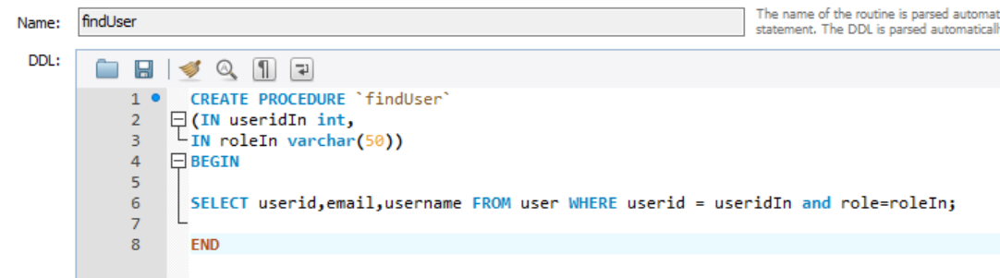 Name: findUser
The name of the routine is parsed automat
statement. The DDL is parsed automaticall
DDL:
1 CREATE PROCEDURE `findUser`
2 (IN useridIn int,
3 IN roleIn varchar(50))
4 BEGIN
5
6 SELECT userid,email,username FROM user WHERE userid = useridIn and role=roleIn;
7
8 END